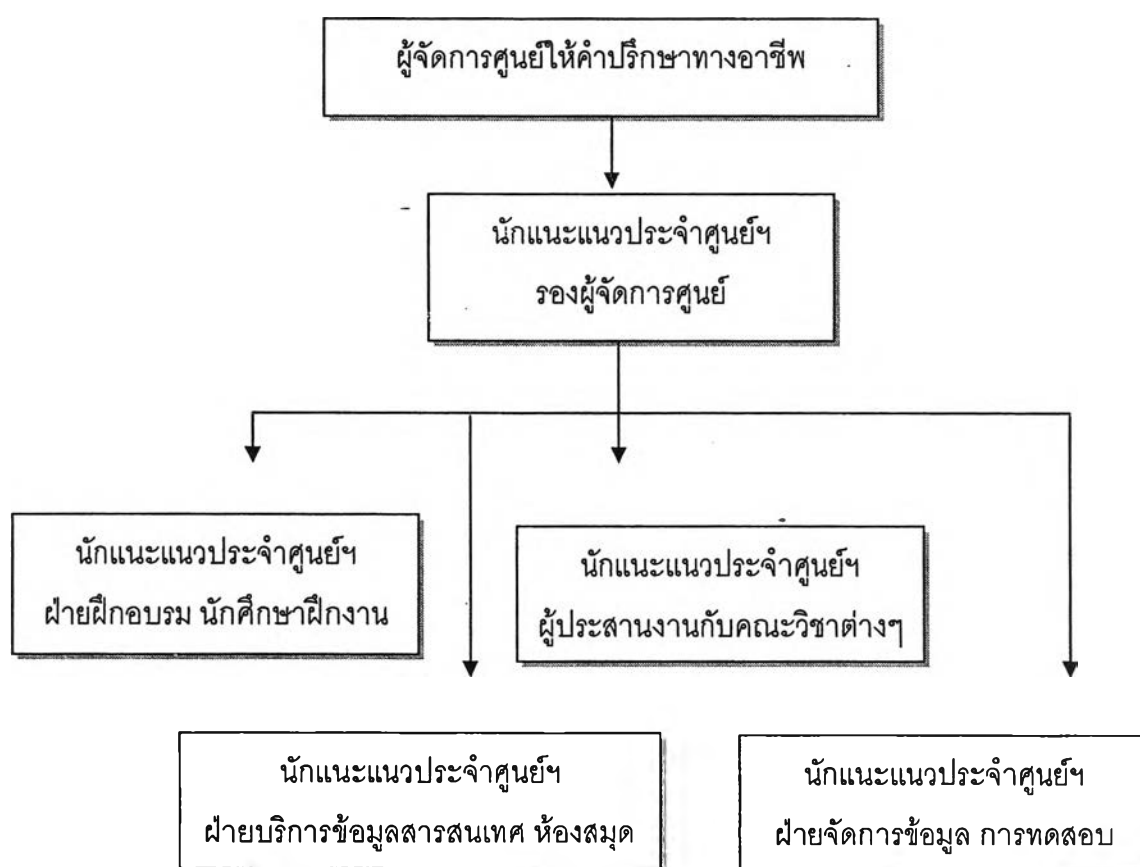 ผู้จัดการศูนย์ให้คำปรึกษาทางอาชีพ
นักแนะแนวประจำศูนย์ฯ
รองผู้จัดการศูนย์
นักแนะแนวประจำศูนย์ฯ
ฝ่ายฝึกอบรม นักศึกษาฝึกงาน
นักแนะแนวประจำศูนย์ฯ
ผู้ประสานงานกับคณะวิชาต่างๆ
นักแนะแนวประจำศูนย์ฯ
ฝ่ายบริการข้อมูลสารสนเทศ ห้องสมุด
นักแนะแนวประจำศูนย์ฯ
ฝ่ายจัดการข้อมูล การทดสอบ